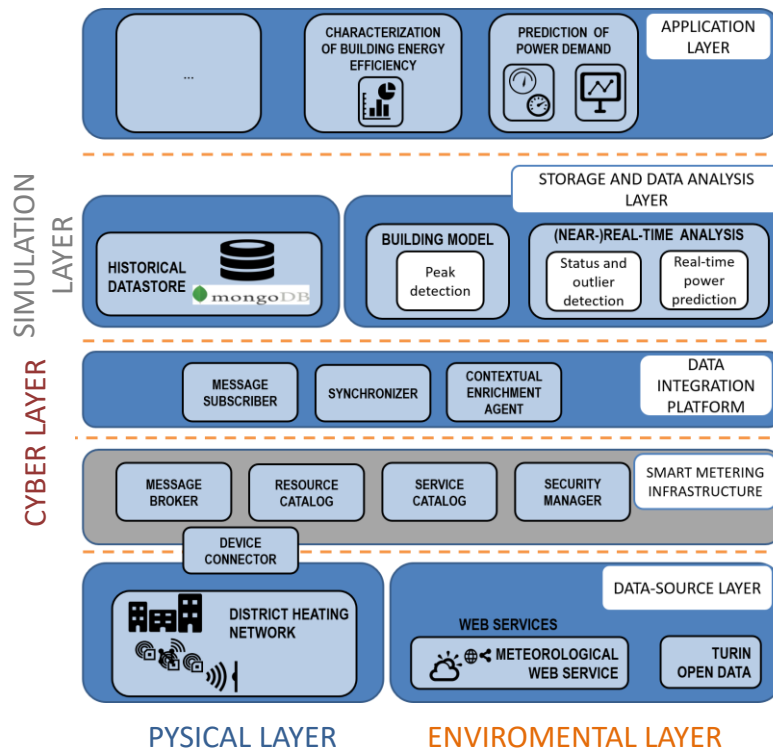 ...
CHARACTERIZATION
OF BUILDING ENERGY
EFFICIENCY
PREDICTION OF
POWER DEMAND
APPLICATION
LAYER
SIMULATION
LAYER
STORAGE AND DATA ANALYSIS
LAYER
HISTORICAL
DATASTORE
mongoDB
BUILDING MODEL
Peak
detection
(NEAR-)REAL-TIME ANALYSIS
Status and
outlier
detection
Real-time
power
prediction
CYBER LAYER
MESSAGE
SUBSCRIBER
SYNCHRONIZER
CONTEXTUAL
ENRICHMENT
AGENT
DATA
INTEGRATION
PLATFORM
MESSAGE
BROKER
RESOURCE
CATALOG
SERVICE
CATALOG
SECURITY
MANAGER
SMART METERING
INFRASTRUCTURE
DEVICE
CONNECTOR
DATA-SOURCE LAYER
DISTRICT HEATING
NETWORK
WEB SERVICES
METEOROLOGICAL
WEB SERVICE
TURIN
OPEN DATA
PYSICAL LAYER
ENVIROMENTAL LAYER